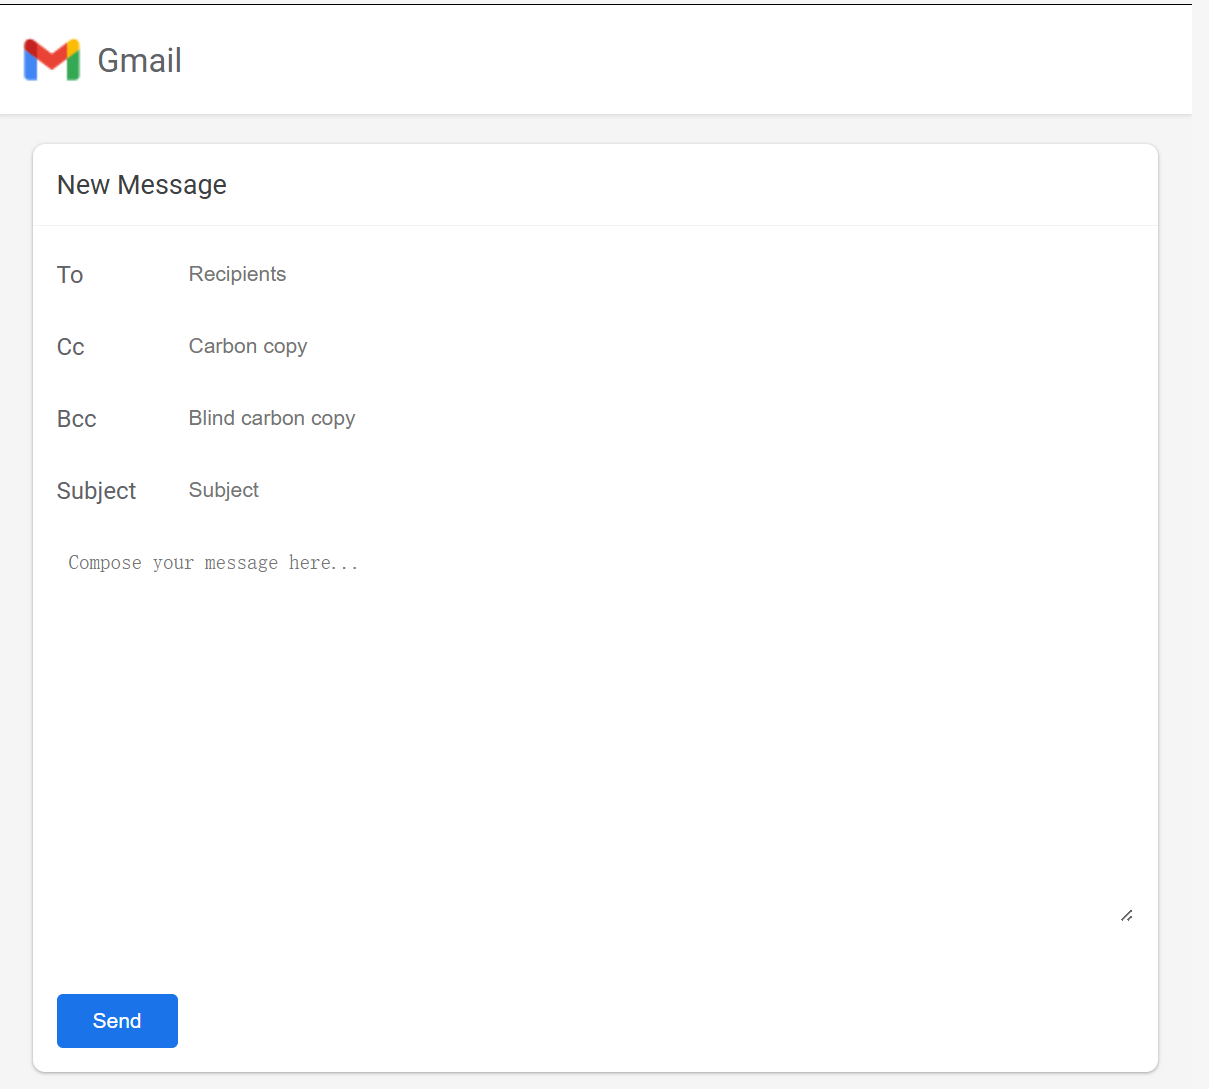 Gmail
New Message
To Recipients
Cc Carbon copy
Bcc Blind carbon copy
Subject Subject
Compose your message here...
Send